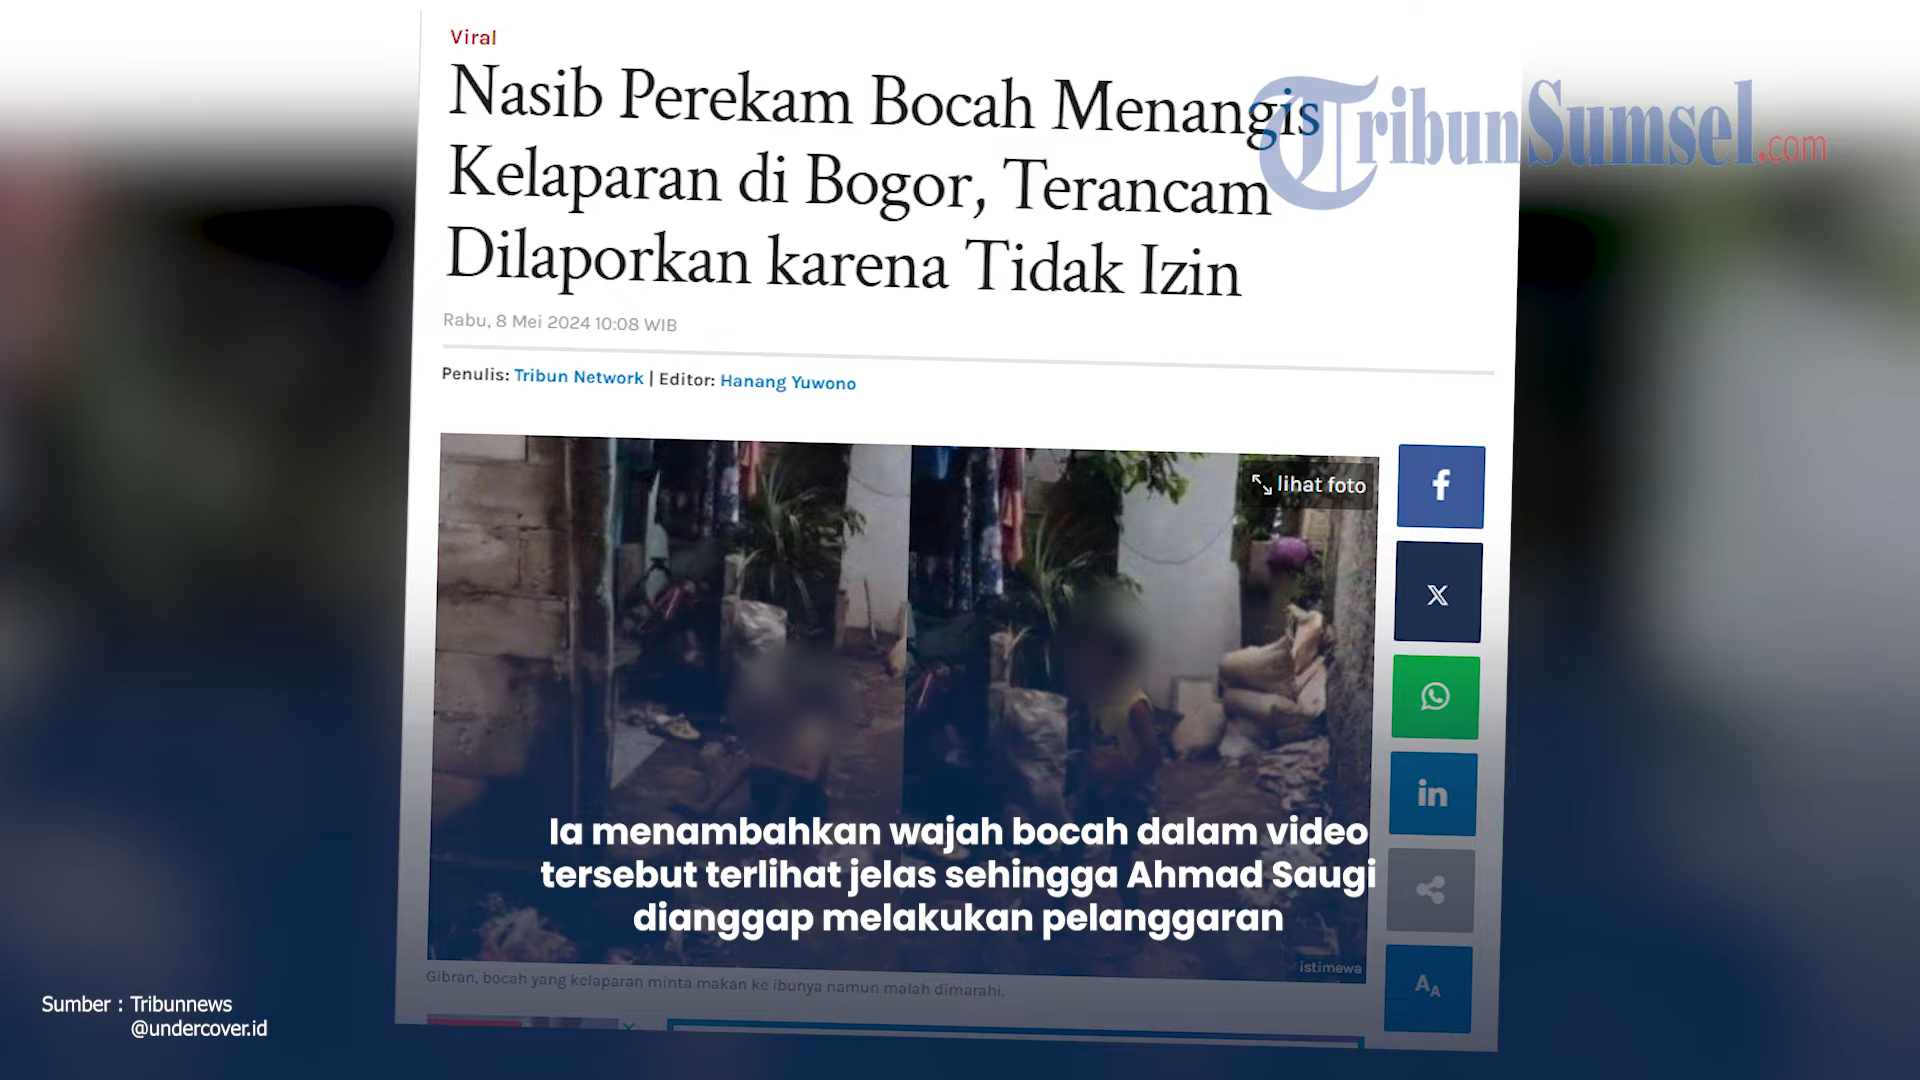 Viral
Nasib Perekam Bocah Menangis
Kelaparan di Bogor, Terancam
Dilaporkan karena Tidak Izin
TribunSumsel.com
Rabu, 8 Mei 2024 10:08 WIB
Penulis: Tribun Network | Editor: Hanang Yuwono
lihat foto
Ia menambahkan wajah bocah dalam video
tersebut terlihat jelas sehingga Ahmad Saugi
dianggap melakukan pelanggaran
istimewa
Gibran, bocah yang kelaparan minta makan ke ibunya namun malah dimarahi.
Sumber : Tribunnews
@undercover.id
f
X
in
AA